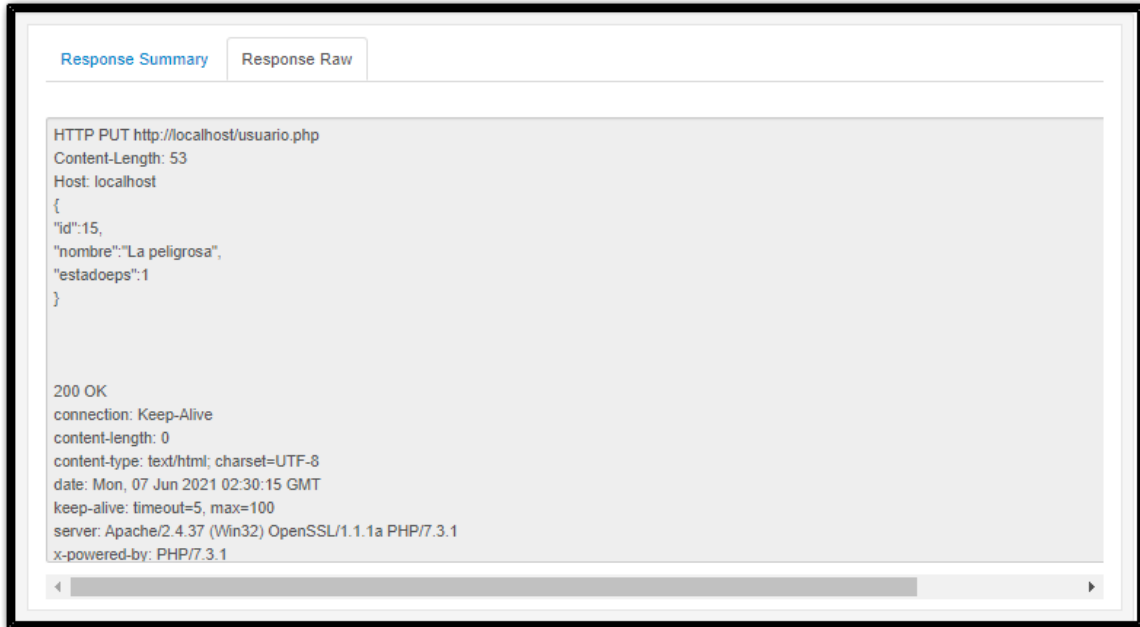 Response Summary
Response Raw
HTTP PUT http://localhost/usuario.php
Content-Length: 53
Host: localhost
{
"id":15,
"nombre":"La peligrosa",
"estadoeps":1
}
200 OK
connection: Keep-Alive
content-length: 0
content-type: text/html; charset=UTF-8
date: Mon, 07 Jun 2021 02:30:15 GMT
keep-alive: timeout=5, max=100
server: Apache/2.4.37 (Win32) OpenSSL/1.1.1a PHP/7.3.1
x-powered-by: PHP/7.3.1